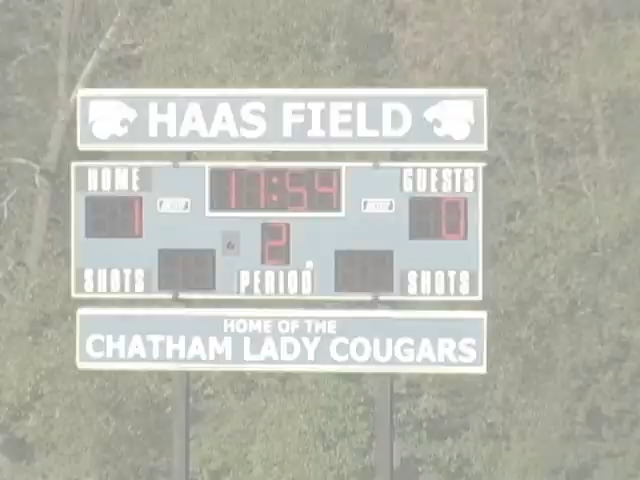 HAAS FIELD
HOME 17:54 GUESTS
1 2 0
SHOTS PERIOD SHOTS
HOME OF THE
CHATHAM LADY COUGARS